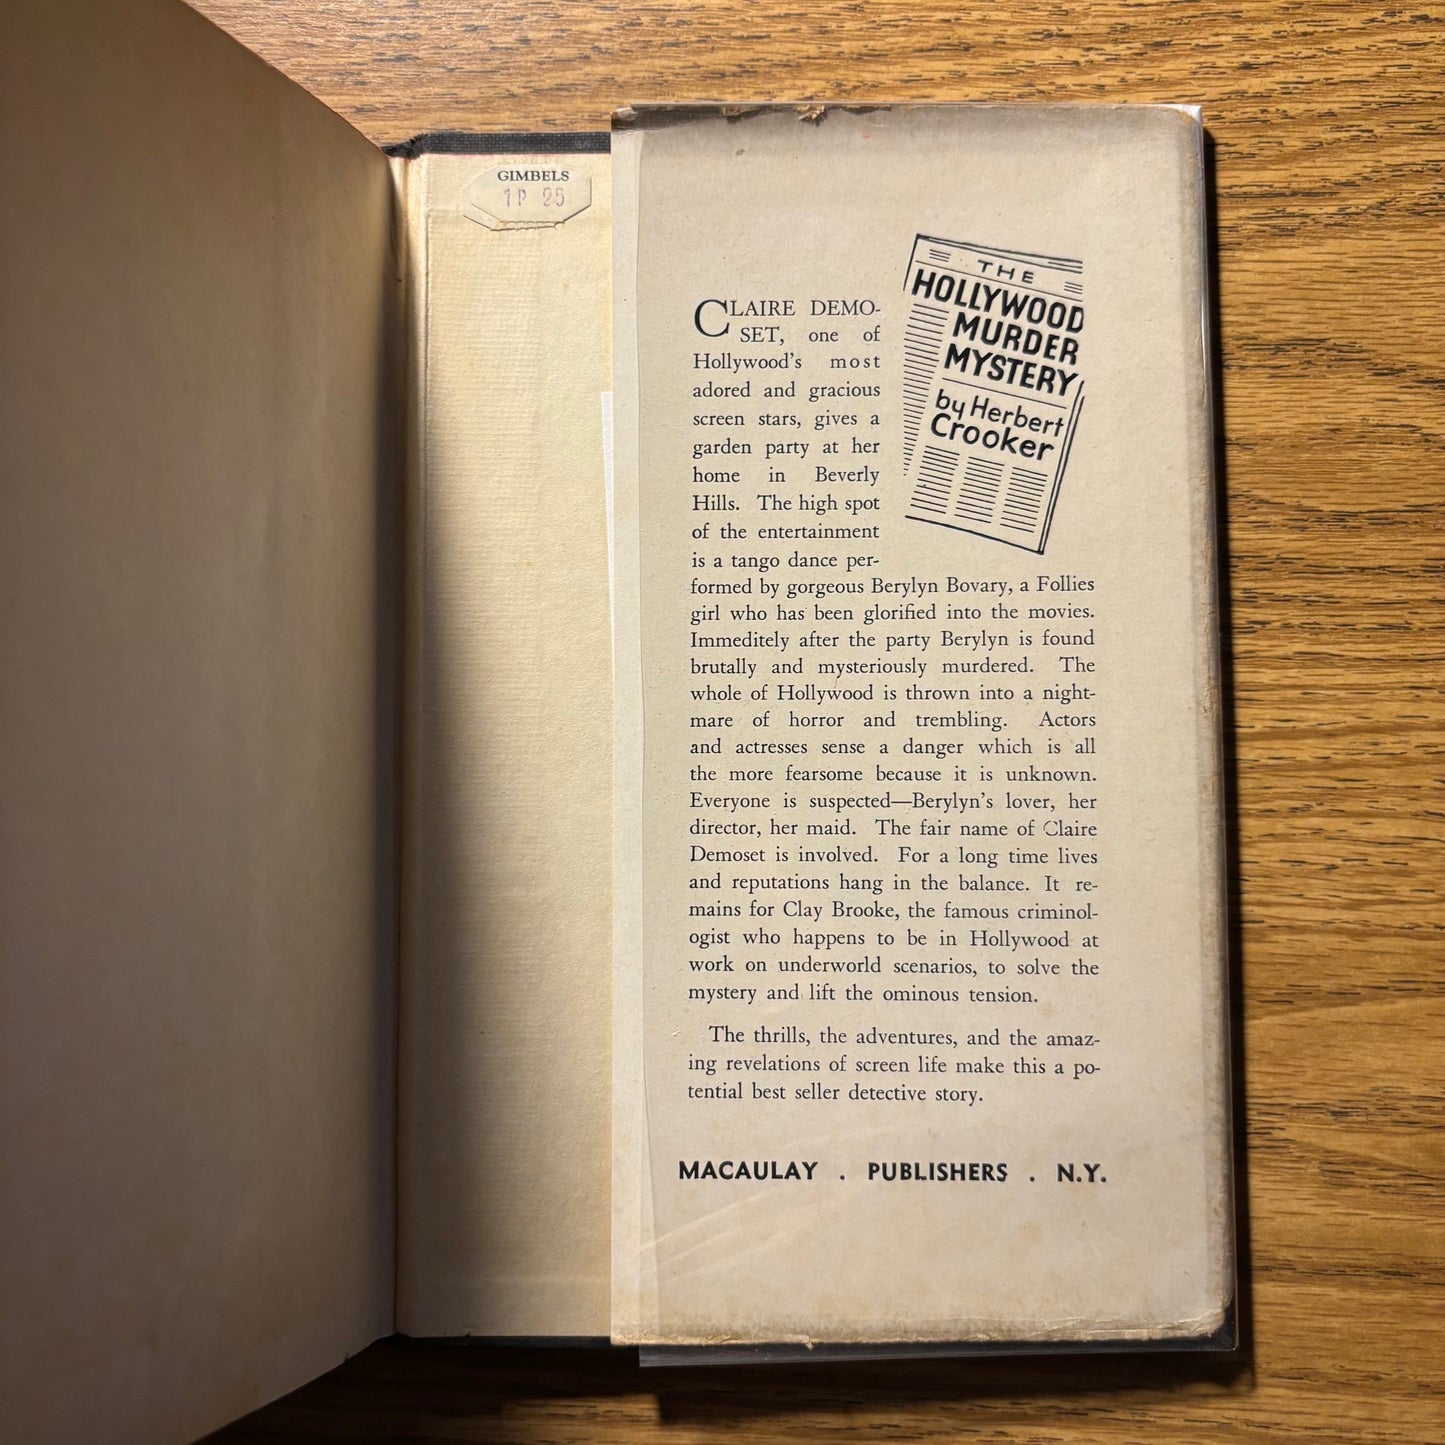 GIMBELS
1P 95
THE
HOLLYWOOD
MURDER
MYSTERY
by Herbert
Crooker
CLAIRE DEMO-
SET, one of
Hollywood's most
adored and gracious
screen stars, gives a
garden party at her
home in Beverly
Hills. The high spot
of the entertainment
is a tango dance per-
formed by gorgeous Berylyn Bovary, a Follies
girl who has been glorified into the movies.
Immeditely after the party Berylyn is found
brutally and mysteriously murdered. The
whole of Hollywood is thrown into a night-
mare of horror and trembling. Actors
and actresses sense a danger which is all
the more fearsome because it is unknown.
Everyone is suspected—Berylyn's lover, her
director, her maid. The fair name of Claire
Demoset is involved. For a long time lives
and reputations hang in the balance. It re-
mains for Clay Brooke, the famous criminol-
ogist who happens to be in Hollywood at
work on underworld scenarios, to solve the
mystery and lift the ominous tension.
The thrills, the adventures, and the amaz-
ing revelations of screen life make this a po-
tential best seller detective story.
MACAULAY . PUBLISHERS . N.Y.